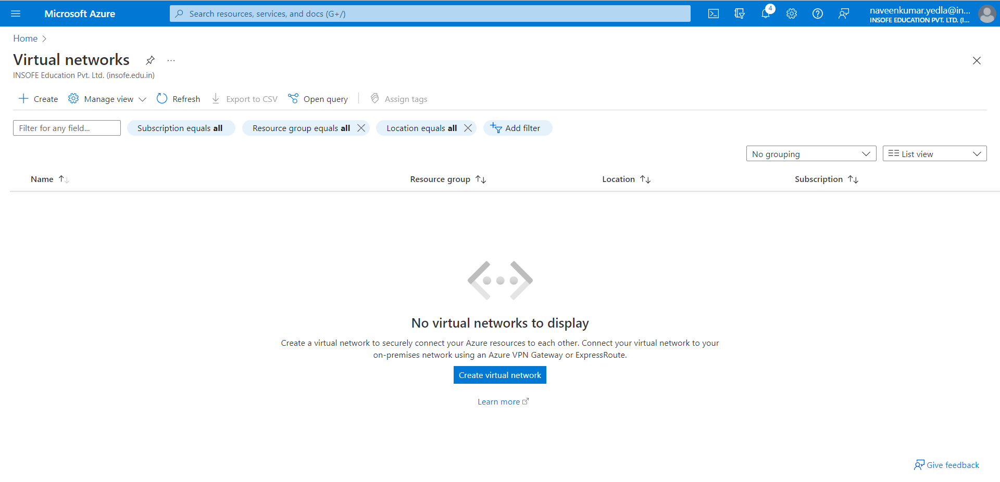 Microsoft Azure
Search resources, services, and docs (G+/)
4
naveenkumar.yedla@in...
INSOFE EDUCATION PVT. LTD. (I...
Home
Virtual networks ...
INSOFE Education Pvt. Ltd. (insofe.edu.in)
Create Manage view Refresh Export to CSV Open query Assign tags
Filter for any field... Subscription equals all Resource group equals all Location equals all Add filter
No grouping List view
Name Resource group Location Subscription
No virtual networks to display
Create a virtual network to securely connect your Azure resources to each other. Connect your virtual network to your
on-premises network using an Azure VPN Gateway or ExpressRoute.
Create virtual network
Learn more
Give feedback